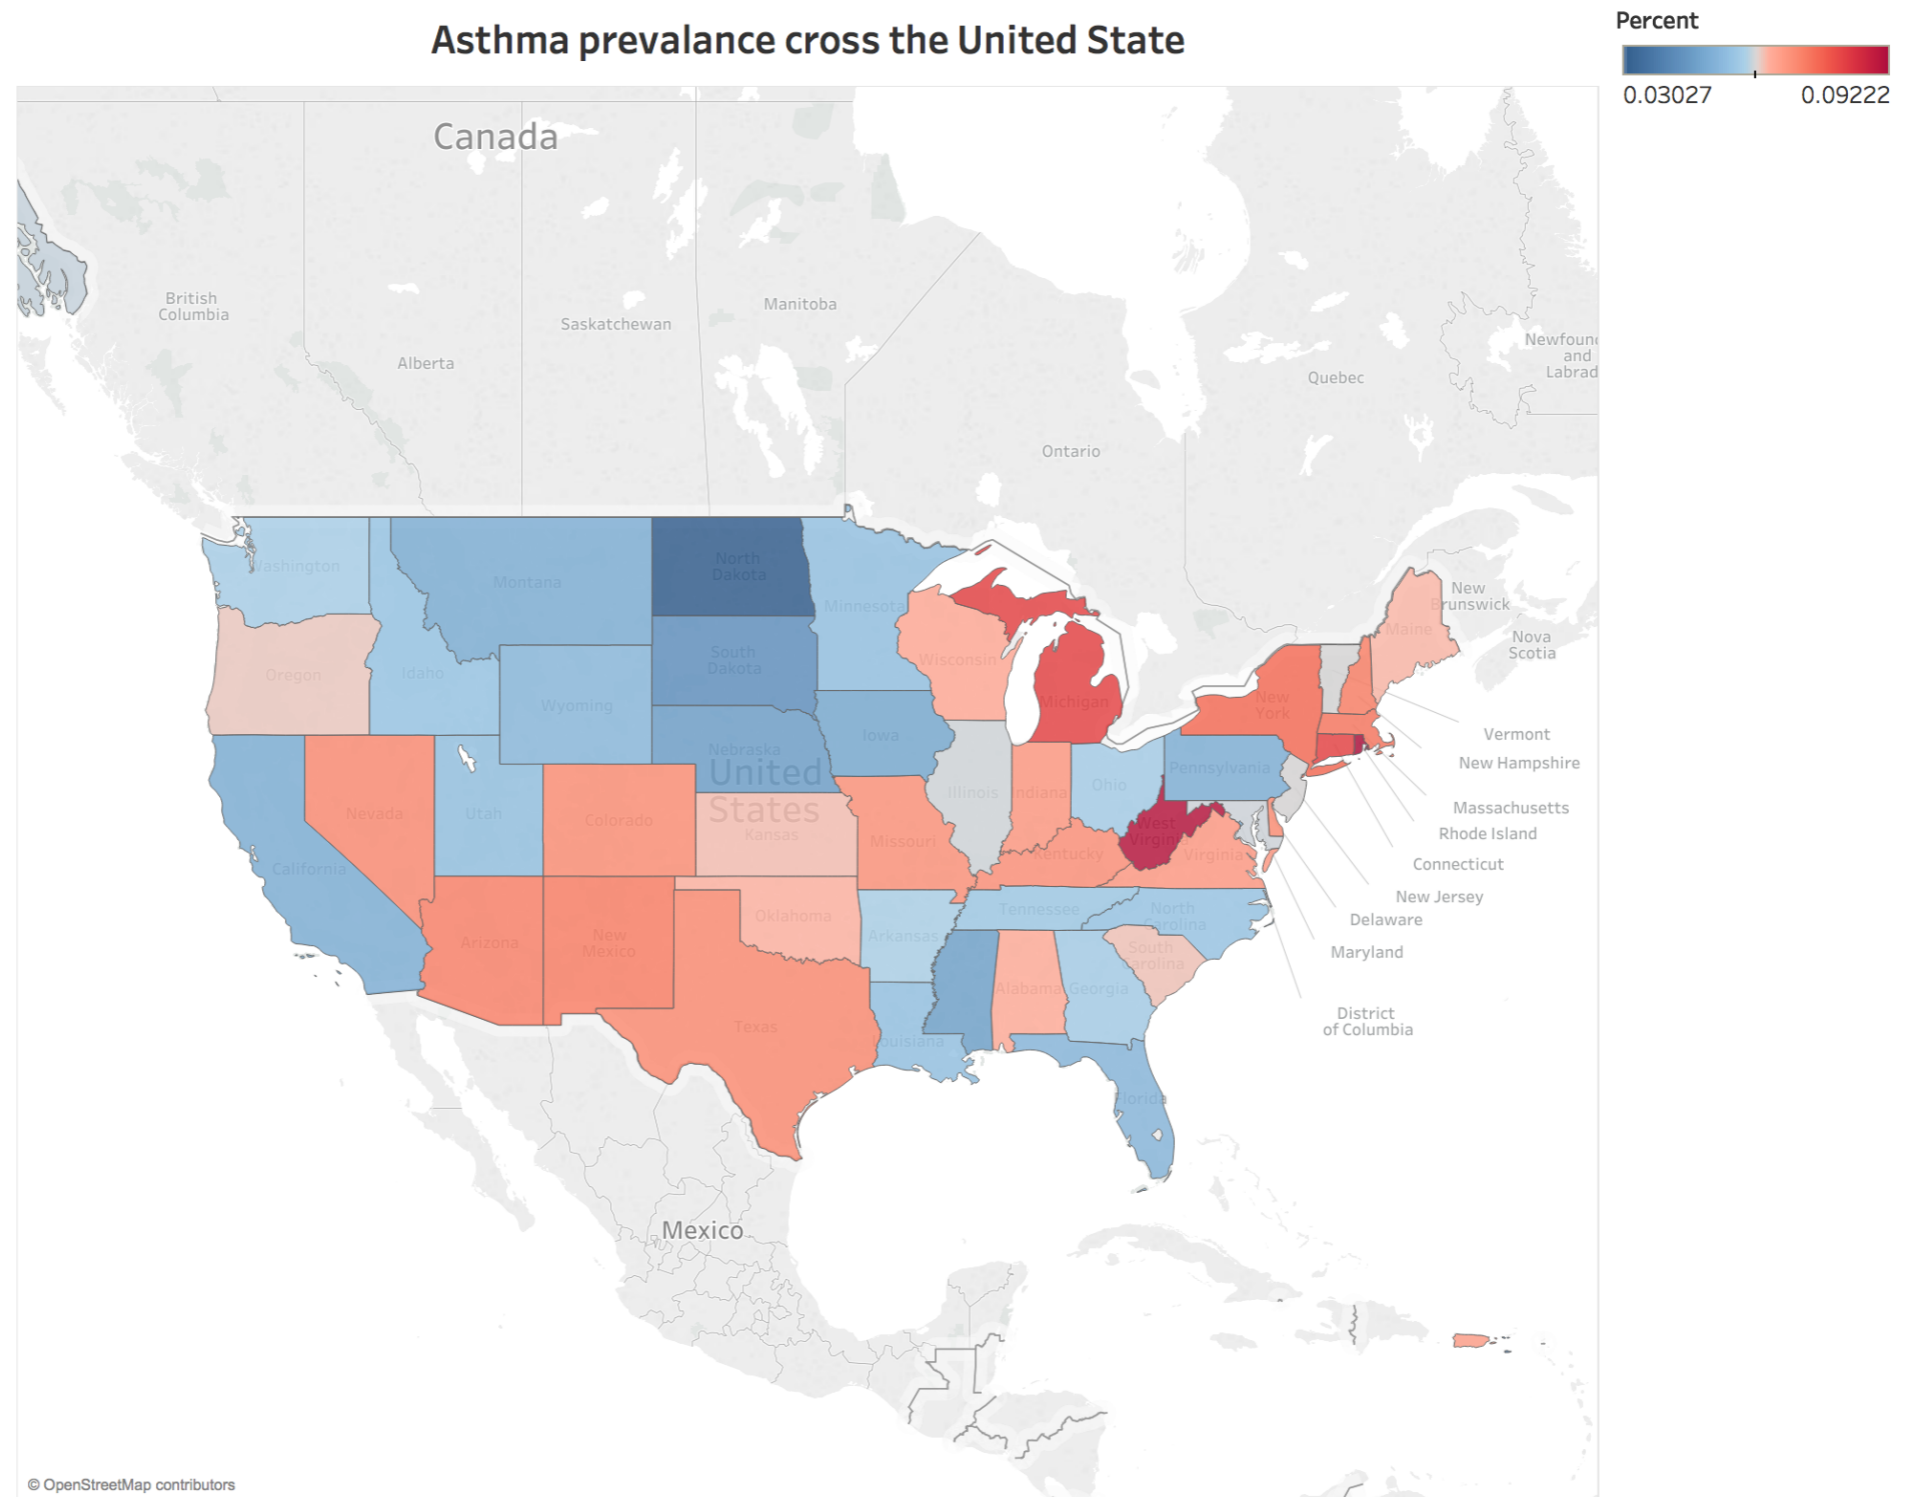 Asthma prevalance cross the United State
Percent
0.03027
0.09222
Canada
British
Columbia
Alberta
Saskatchewan
Manitoba
Ontario
Quebec
Newfoun
and
Labrad
New
Brunswick
Nova
Scotia
Washington
Montana
North
Dakota
Minnesota
Oregon
Idaho
Wyoming
South
Dakota
Wisconsin
Michigan
Maine
New
York
Nevada
Utah
Colorado
Nebraska
Iowa
United
States
Kansas
Missouri
Illinois
Indiana
Ohio
Pennsylvania
West
Virginia
Virginia
Kentucky
California
Arizona
New
Mexico
Oklahoma
Texas
Arkansas
Tennessee
North
Carolina
South
Carolina
Alabama
Georgia
Louisiana
Florida
Vermont
New Hampshire
Massachusetts
Rhode Island
Connecticut
New Jersey
Delaware
Maryland
District
of Columbia
Mexico
© OpenStreetMap contributors